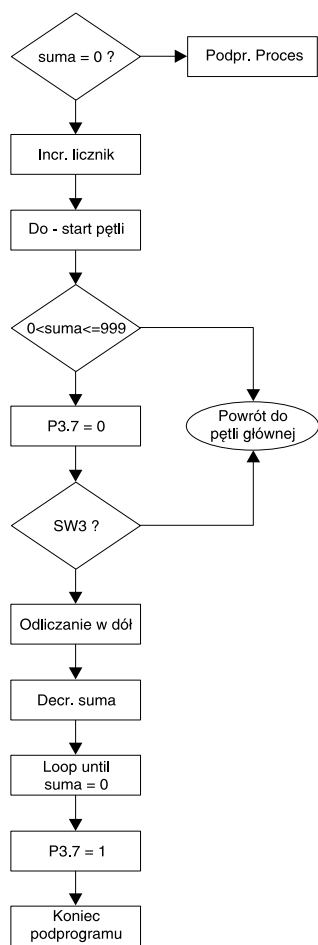 suma = 0 ?
Podpr. Proces
Incr. licznik
Do - start pętli
0<suma<=999
Powrót do
pętli głównej
P3.7 = 0
SW3 ?
Odliczanie w dół
Decr. suma
Loop until
suma = 0
P3.7 = 1
Koniec
podprogramu